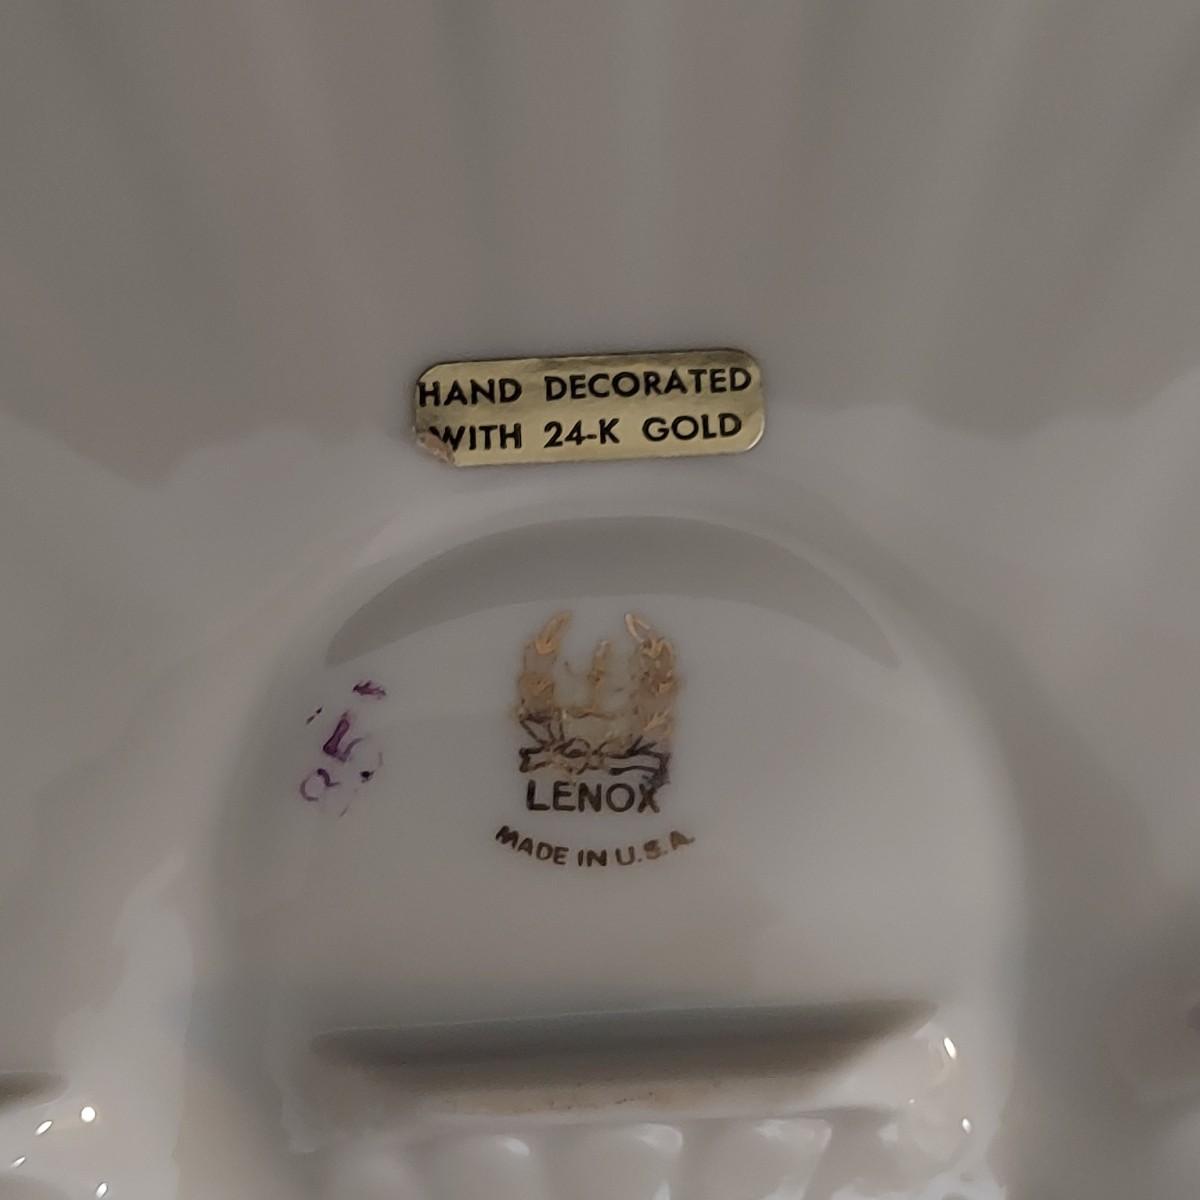 HAND DECORATED
WITH 24-K GOLD
LENOX
MADE IN U.S.A.